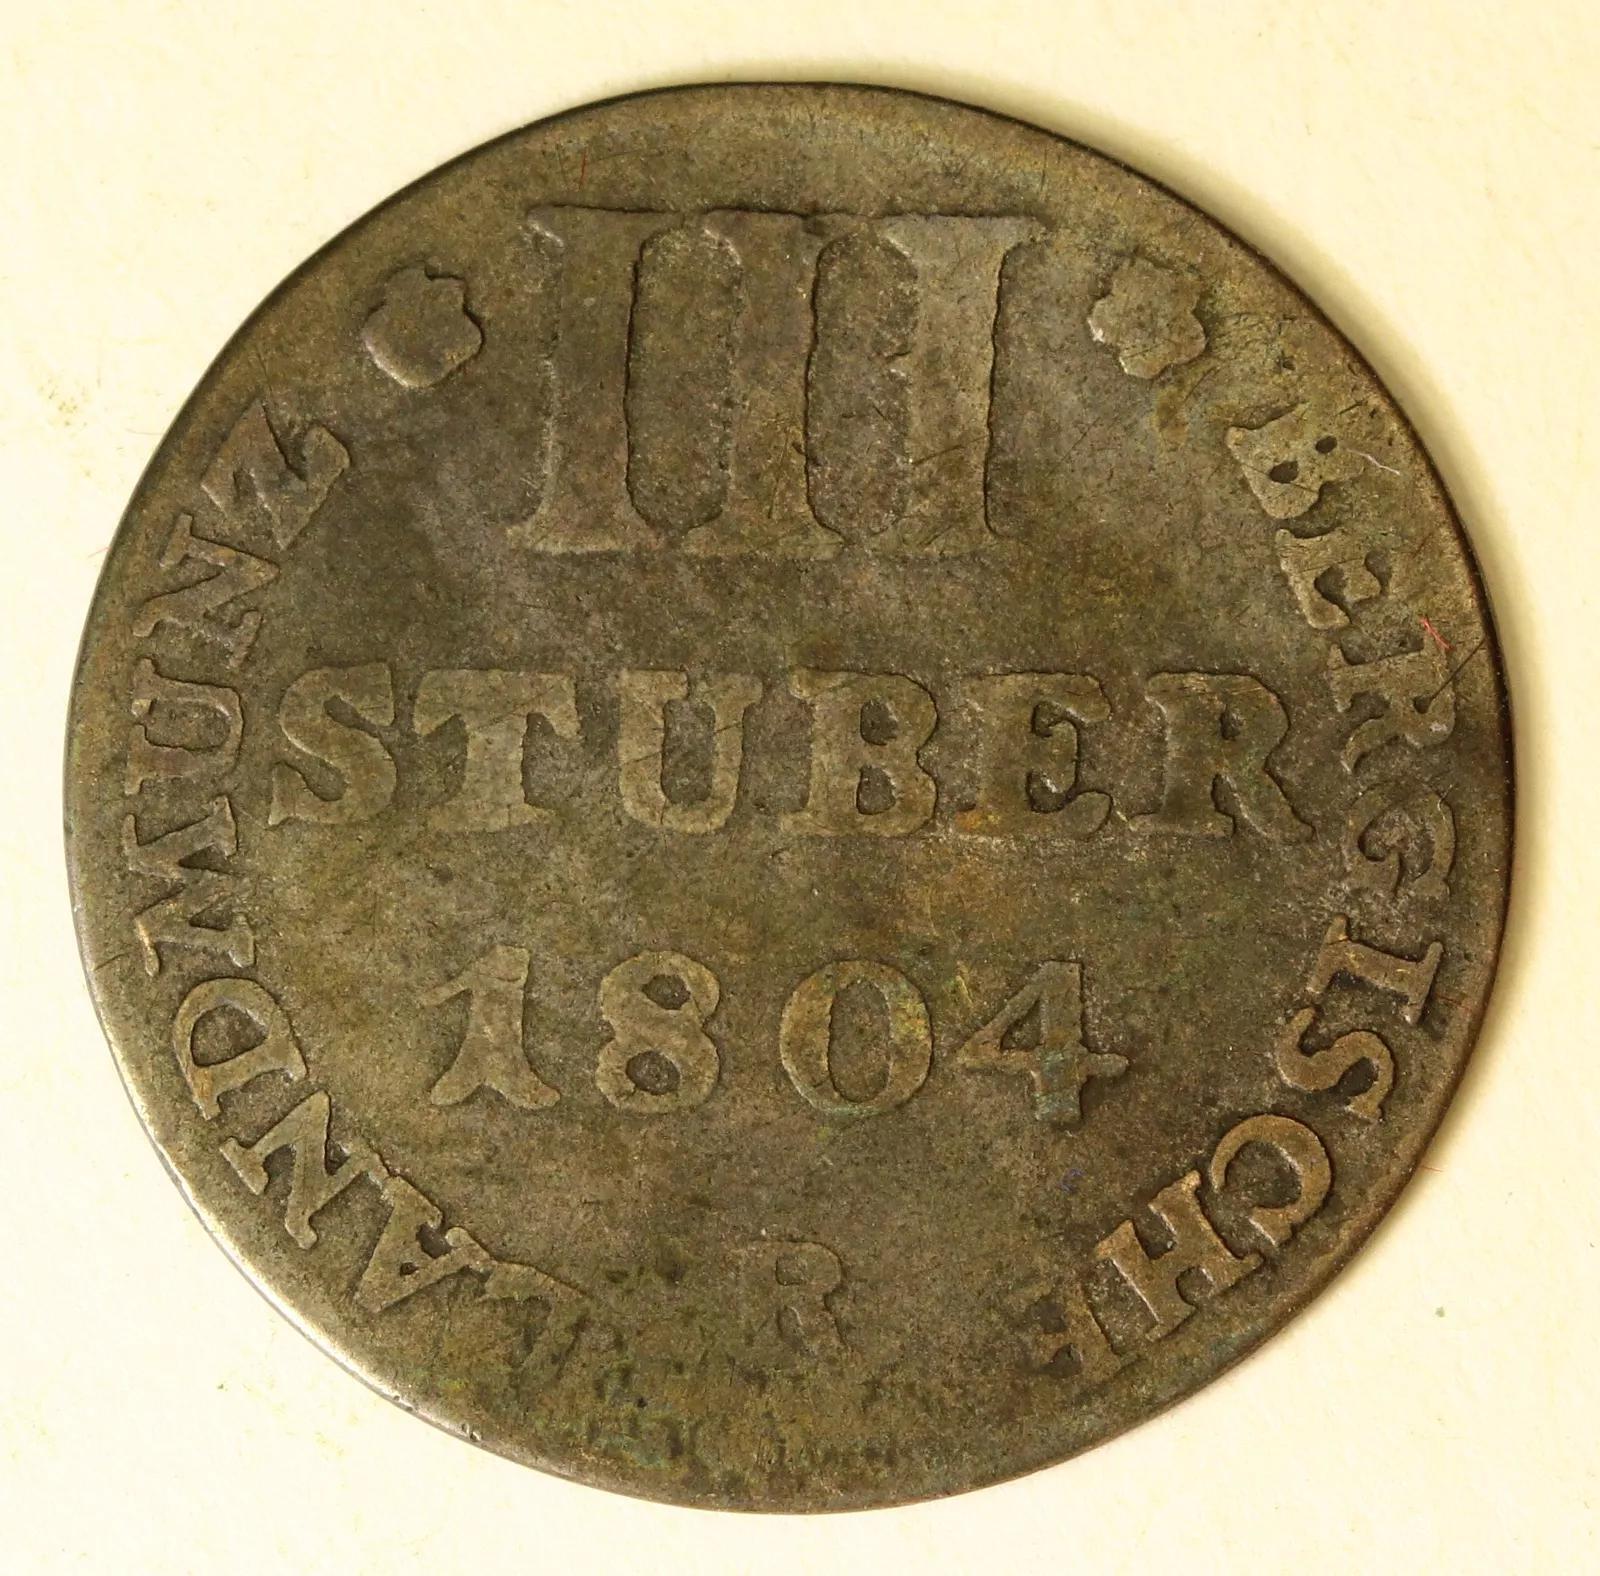 III
STUBER
1804
R
BERGISCHE LANDMUNZ